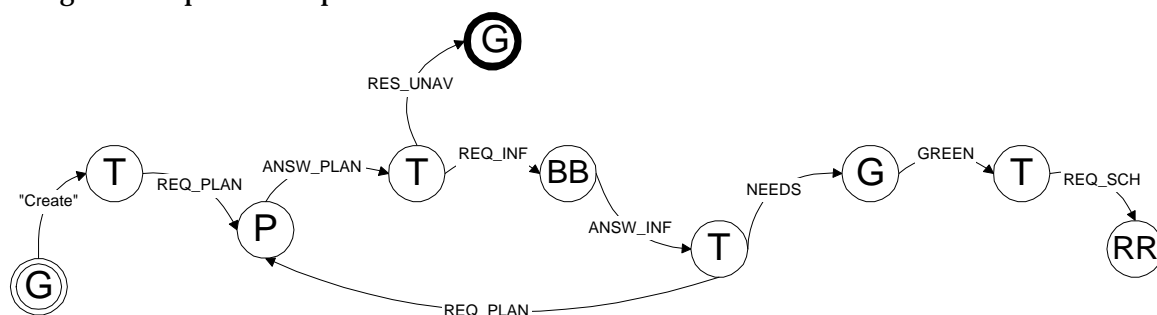 G
RES_UNAV
T
REQ_PLAN
ANSW_PLAN
T
REQ_INF
BB
G
GREEN
T
REQ_SCH
"Create"
NEEDS
P
ANSW_INF
T
RR
G
REQ_PLAN